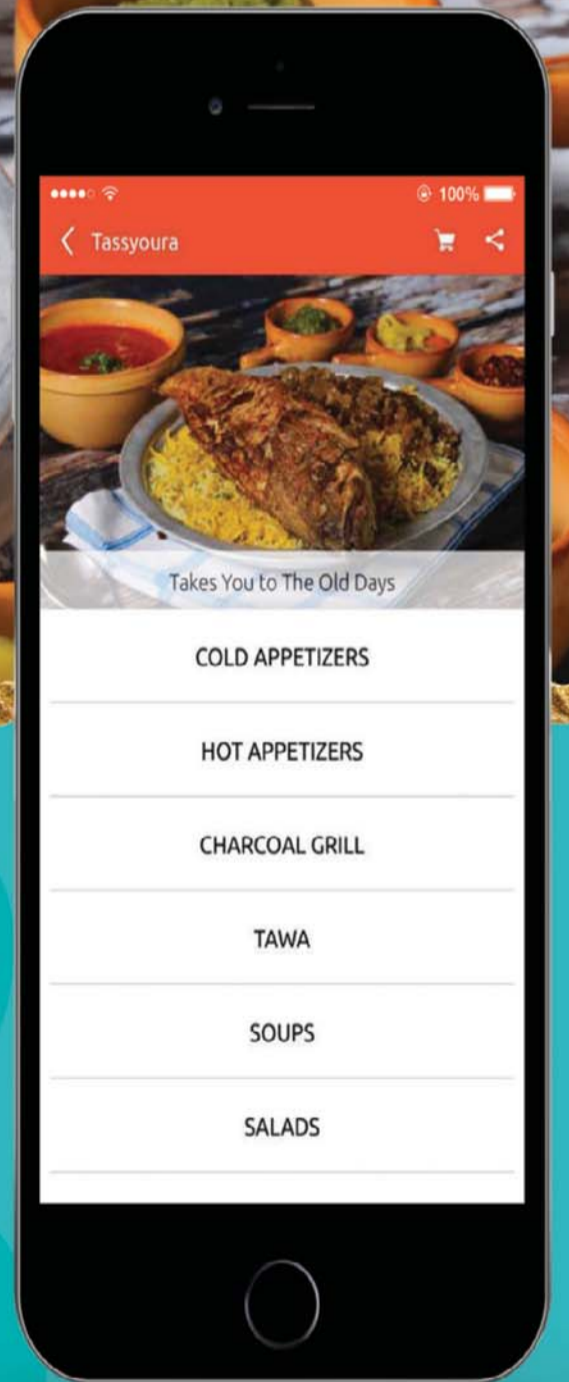 100%
Tassyoura
Takes You to The Old Days
COLD APPETIZERS
HOT APPETIZERS
CHARCOAL GRILL
TAWA
SOUPS
SALADS